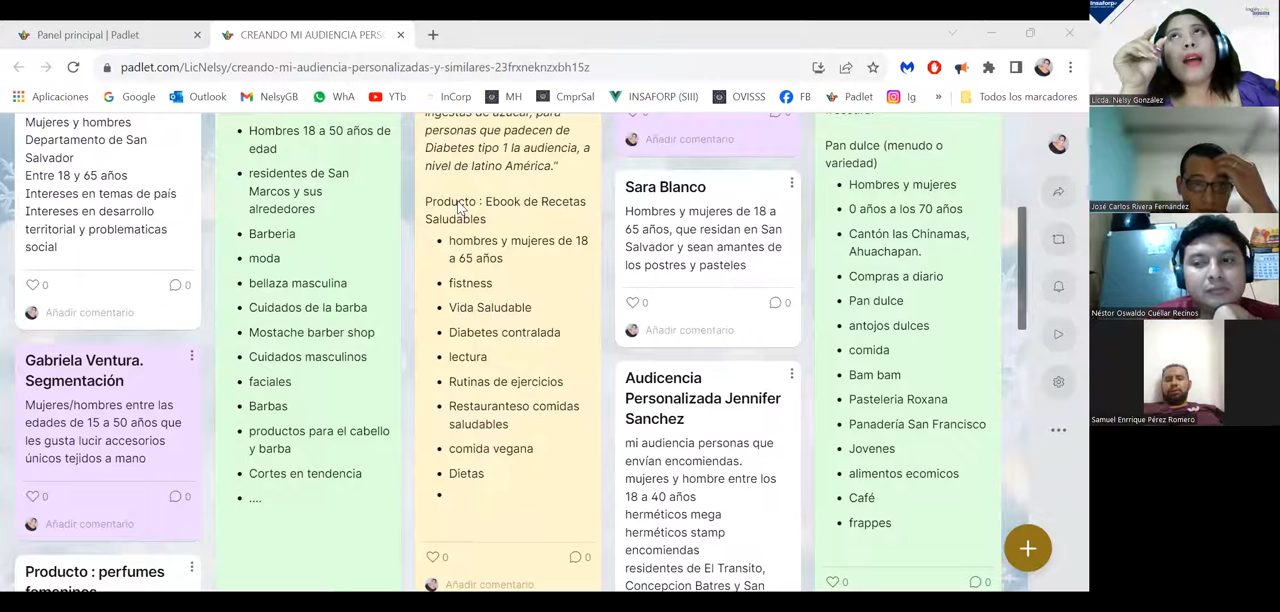 Panel principal | Padlet
CREANDO MI AUDIENCIA PERS
padlet.com/LicNelsy/creando-mi-audiencia-personalizadas-y-similares-23frxneknzxbh15z
Aplicaciones
Google
Outlook
NelsyGB
WhA
YTb
InCorp
MH
CmprSal
INSAFORP (SIII)
OVISSS
FB
Padlet
Ig
»
Todos los marcadores
Mujeres y hombres
Departamento de San
Salvador
Entre 18 y 65 años
Intereses en temas de país
Intereses en desarrollo
territorial y problematicas
social
0
0
Añadir comentario
Gabriela Ventura.
Segmentación
Mujeres/hombres entre las
edades de 15 a 50 años que
les gusta lucir accesorios
únicos tejidos a mano
0
0
Añadir comentario
Producto : perfumes
femeninos
• Hombres 18 a 50 años de
edad
• residentes de San
Marcos y sus
alrededores
• Barberia
• moda
• bellaza masculina
• Cuidados de la barba
• Mostache barber shop
• Cuidados masculinos
• faciales
• Barbas
• productos para el cabello
y barba
• Cortes en tendencia
• ....
ingestas de azúcar, para
personas que padecen de
Diabetes tipo 1 la audiencia, a
nivel de latino América."
Producto : Ebook de Recetas
Saludables
• hombres y mujeres de 18
a 65 años
• fistness
• Vida Saludable
• Diabetes contralada
• lectura
• Rutinas de ejercicios
• Restauranteso comidas
saludables
• comida vegana
• Dietas
•
0
0
Añadir comentario
Añadir comentario
Sara Blanco
Hombres y mujeres de 18 a
65 años, que residan en San
Salvador y sean amantes de
los postres y pasteles
0
0
Añadir comentario
Audicencia
Personalizada Jennifer
Sanchez
mi audiencia personas que
envían encomiendas.
mujeres y hombre entre los
18 a 40 años
herméticos mega
herméticos stamp
encomiendas
residentes de El Transito,
Concepcion Batres y San
Pan dulce (menudo o
variedad)
• Hombres y mujeres
• 0 años a los 70 años
• Cantón las Chinamas,
Ahuachapan.
• Compras a diario
• Pan dulce
• antojos dulces
• comida
• Bam bam
• Pasteleria Roxana
• Panadería San Francisco
• Jovenes
• alimentos ecomicos
• Café
• frappes
0
0
Insaforp
Licda. Nelsy González
José Carlos Rivera Fernández
Néstor Oswaldo Cuéllar Recinos
Samuel Enrrique Pérez Romero